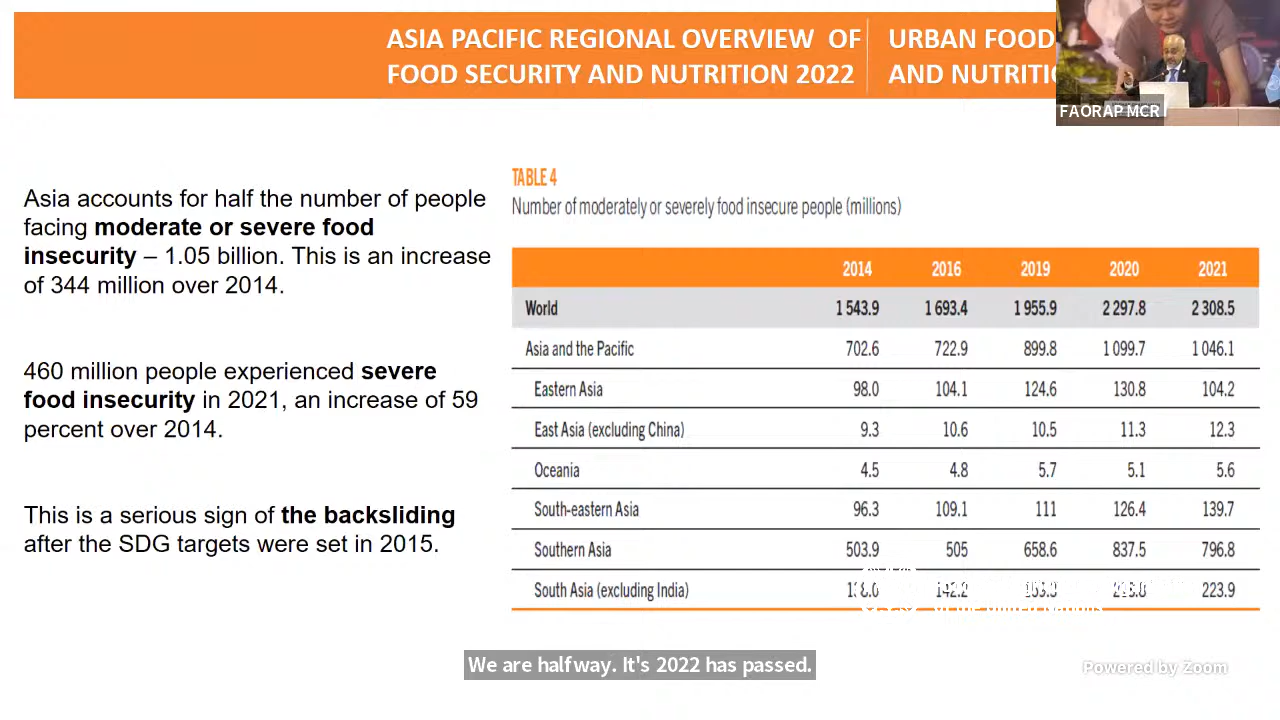 ASIA PACIFIC REGIONAL OVERVIEW OF
FOOD SECURITY AND NUTRITION 2022
URBAN FOOD
AND
FAORAP MCR
Asia accounts for half the number of people
facing moderate or severe food
insecurity – 1.05 billion. This is an increase
of 344 million over 2014.
460 million people experienced severe
food insecurity in 2021, an increase of 59
percent over 2014.
This is a serious sign of the backsliding
after the SDG targets were set in 2015.
TABLE 4
Number of moderately or severely food insecure people (millions)
2014 2016 2019 2020 2021
World 1 543.9 1 693.4 1 955.9 2 297.8 2 308.5
Asia and the Pacific 702.6 722.9 899.8 1 099.7 1 046.1
Eastern Asia 98.0 104.1 124.6 130.8 104.2
East Asia (excluding China) 9.3 10.6 10.5 11.3 12.3
Oceania 4.5 4.8 5.7 5.1 5.6
South-eastern Asia 96.3 109.1 111 126.4 139.7
Southern Asia 503.9 505 658.6 837.5 796.8
South Asia (excluding India) 223.9
of the United Nations
We are halfway. It's 2022 has passed.
Powered by Zoom